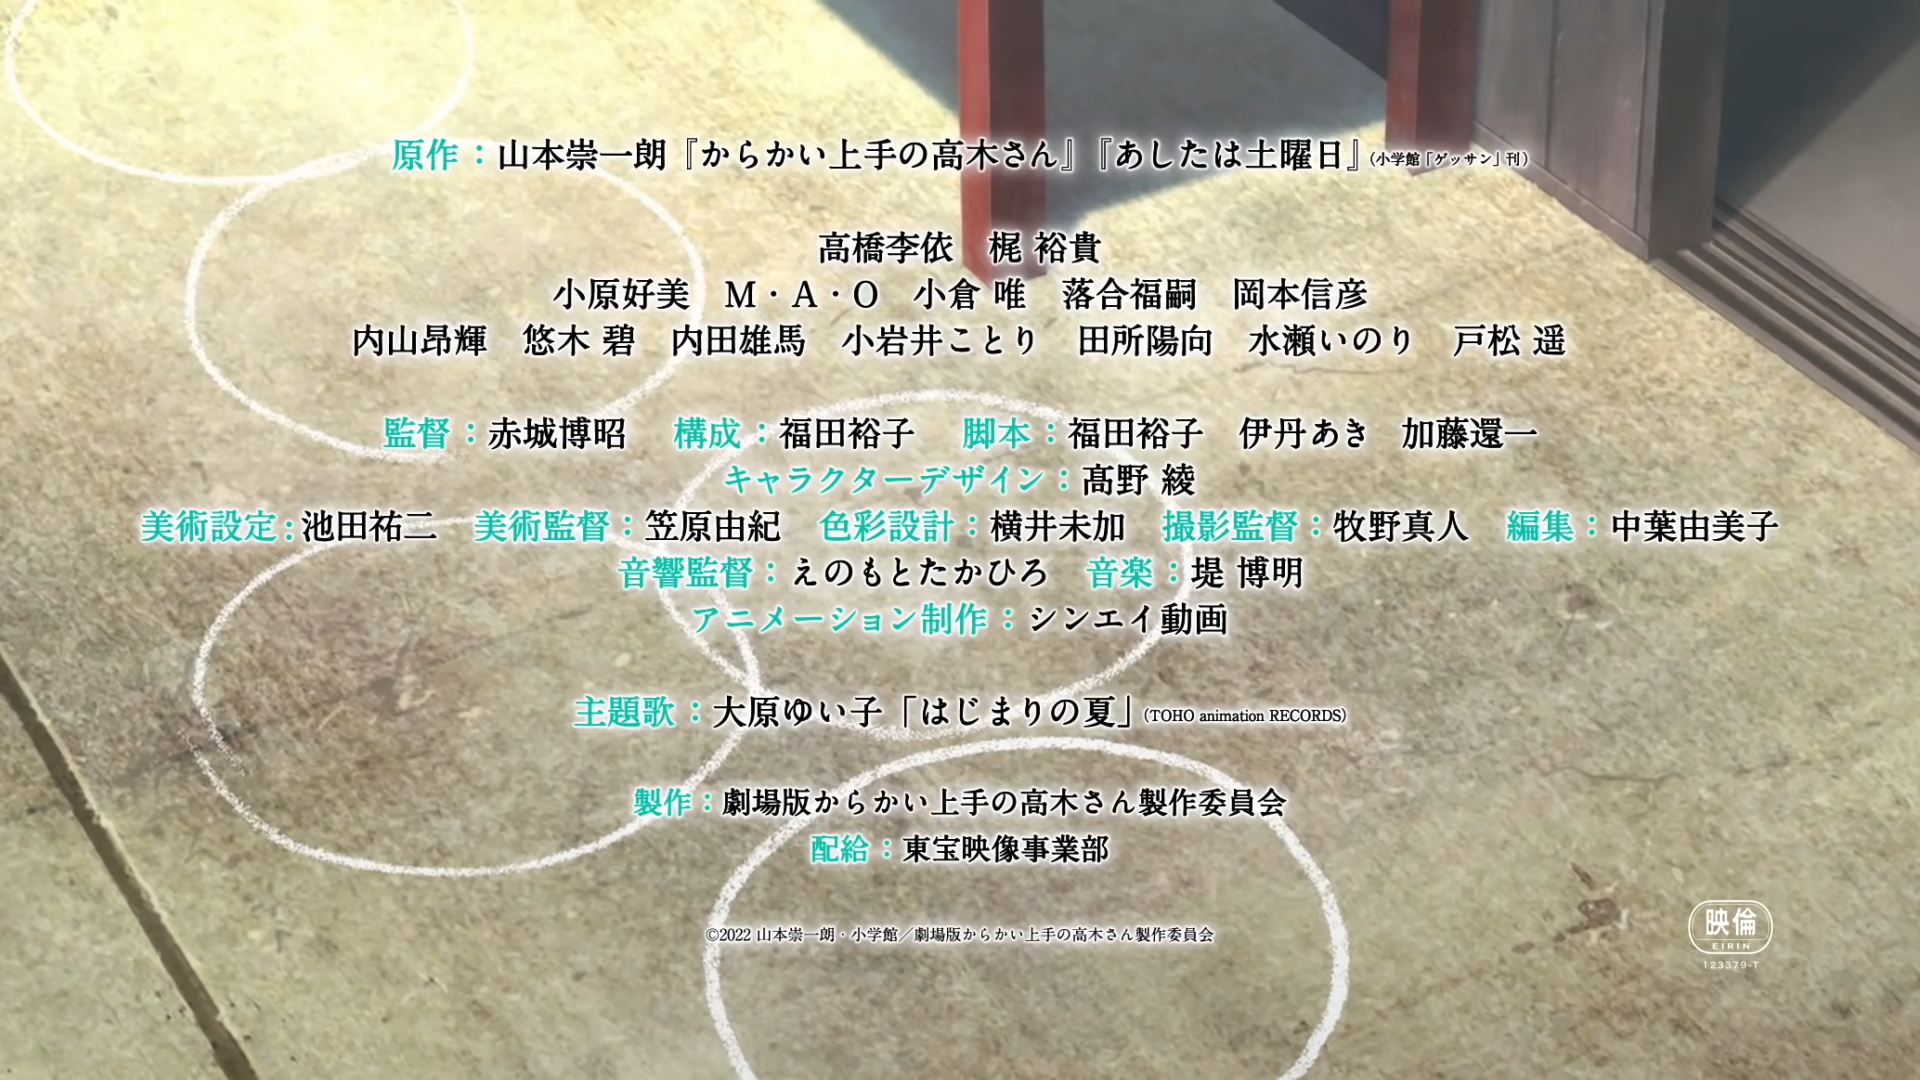 原作：山本崇一朗『からかい上手の高木さん』『あしたは土曜日』（小学館「ゲッサン」刊）
高橋李依　梶 裕貴
小原好美　M・A・O　小倉 唯　落合福嗣　岡本信彦
内山昂輝　悠木 碧　内田雄馬　小岩井ことり　田所陽向　水瀬いのり　戸松 遥
監督：赤城博昭　構成：福田裕子　脚本：福田裕子　伊丹あき　加藤還一
キャラクターデザイン：髙野 綾
美術設定：池田祐二　美術監督：笠原由紀　色彩設計：横井未加　撮影監督：牧野真人　編集：中葉由美子
音響監督：えのもとたかひろ　音楽：堤 博明
アニメーション制作：シンエイ動画
主題歌：大原ゆい子「はじまりの夏」（TOHO animation RECORDS）
製作：劇場版からかい上手の高木さん製作委員会
配給：東宝映像事業部
©2022 山本崇一朗・小学館／劇場版からかい上手の高木さん製作委員会
映倫
EIRIN
123379-T